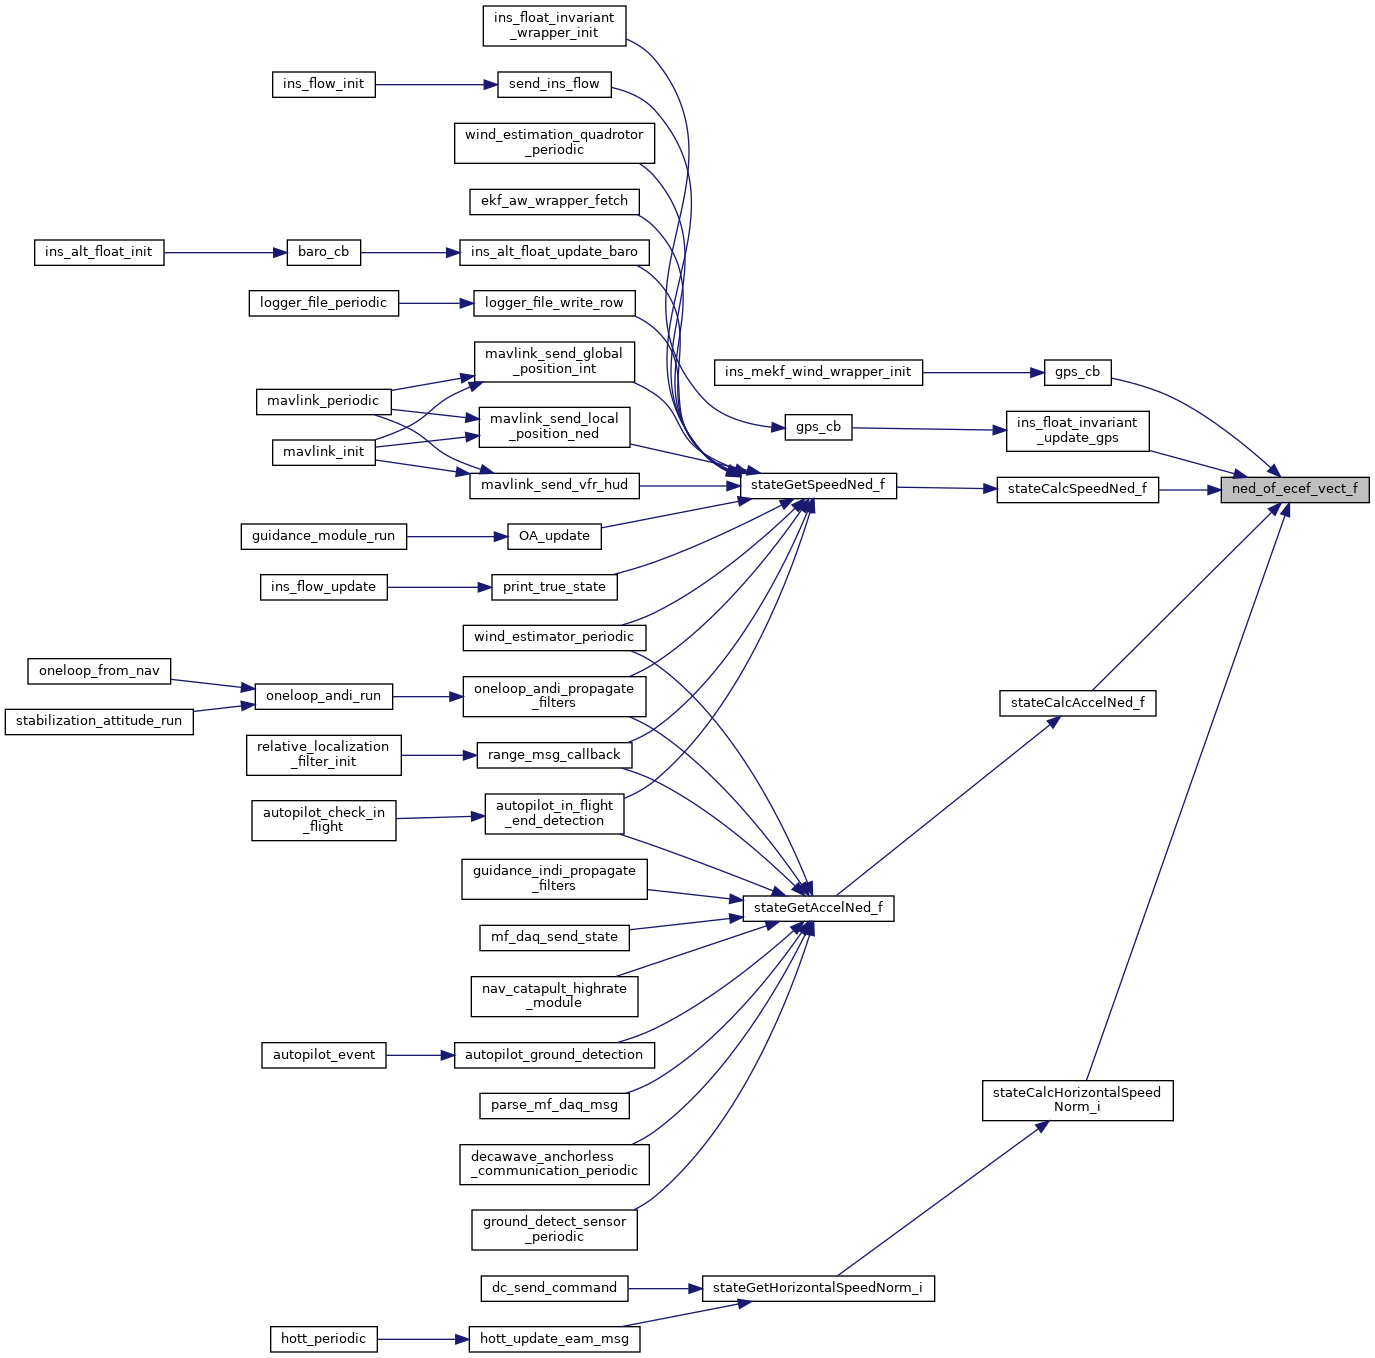 ins_float_invariant
_wrapper_init
ins_flow_init
send_ins_flow
wind_estimation_quadrotor
_periodic
ekf_aw_wrapper_fetch
ins_alt_float_init
baro_cb
ins_alt_float_update_baro
logger_file_periodic
logger_file_write_row
mavlink_send_global
_position_int
ins_mekf_wind_wrapper_init
gps_cb
mavlink_periodic
mavlink_send_local
_position_ned
gps_cb
ins_float_invariant
_update_gps
mavlink_init
mavlink_send_vfr_hud
stateGetSpeedNed_f
stateCalcSpeedNed_f
ned_of_ecef_vect_f
guidance_module_run
OA_update
ins_flow_update
print_true_state
wind_estimator_periodic
oneloop_from_nav
oneloop_andi_run
oneloop_andi_propagate
_filters
stateCalcAccelNed_f
stabilization_attitude_run
relative_localization
_filter_init
range_msg_callback
autopilot_check_in
_flight
autopilot_in_flight
_end_detection
guidance_indi_propagate
_filters
stateGetAccelNed_f
mf_daq_send_state
nav_catapult_highrate
_module
autopilot_event
autopilot_ground_detection
parse_mf_daq_msg
stateCalcHorizontalSpeed
Norm_i
decawave_anchorless
_communication_periodic
ground_detect_sensor
_periodic
dc_send_command
stateGetHorizontalSpeedNorm_i
hott_periodic
hott_update_eam_msg